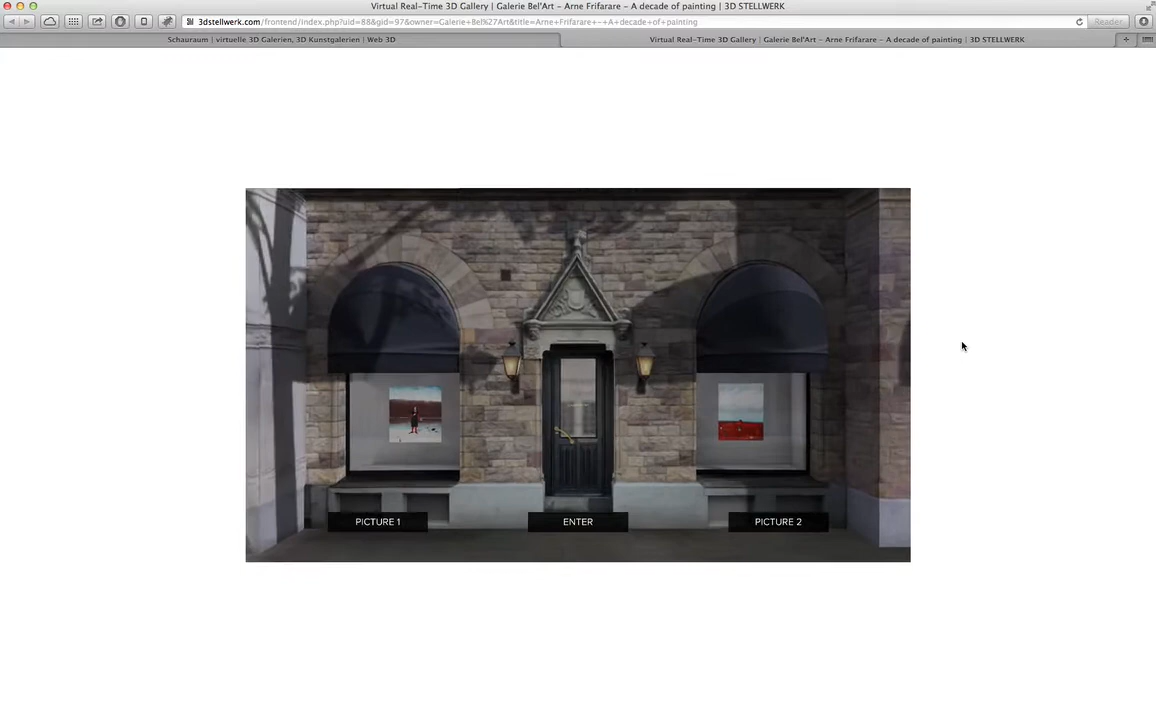 Virtual Real-Time 3D Gallery | Galerie Bel'Art - Arne Frifarare - A decade of painting | 3D STELLWERK
3dstellwerk.com/frontend/index.php?uid=88&gid=97&owner=Galerie+Bel%27Art&title=Arne+Frifarare+-+A+decade+of+painting
Reader
Schauraum | virtuelle 3D Galerien, 3D Kunstgalerien | Web 3D
Virtual Real-Time 3D Gallery | Galerie Bel'Art - Arne Frifarare - A decade of painting | 3D STELLWERK
PICTURE 1
ENTER
PICTURE 2